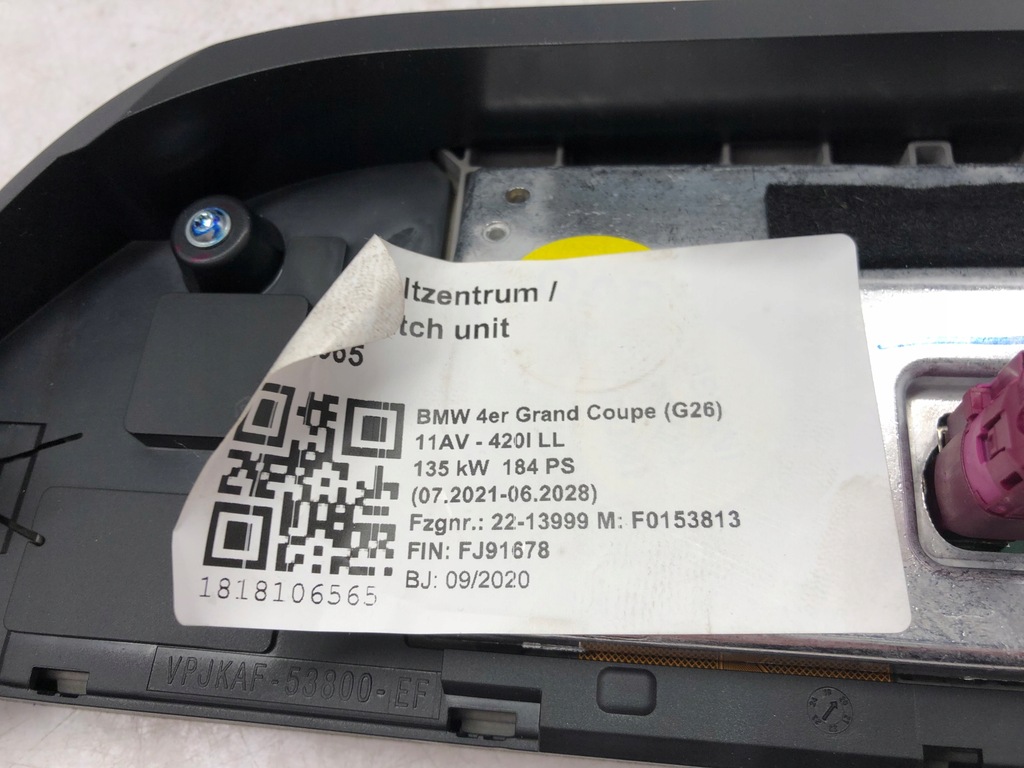 ltzentrum /
tch unit
65
BMW 4er Grand Coupe (G26)
11AV - 420I LL
135 kW 184 PS
(07.2021-06.2028)
Fzgnr.: 22-13999 M: F0153813
FIN: FJ91678
BJ: 09/2020
1818106565
VPJKAF-53800-EF